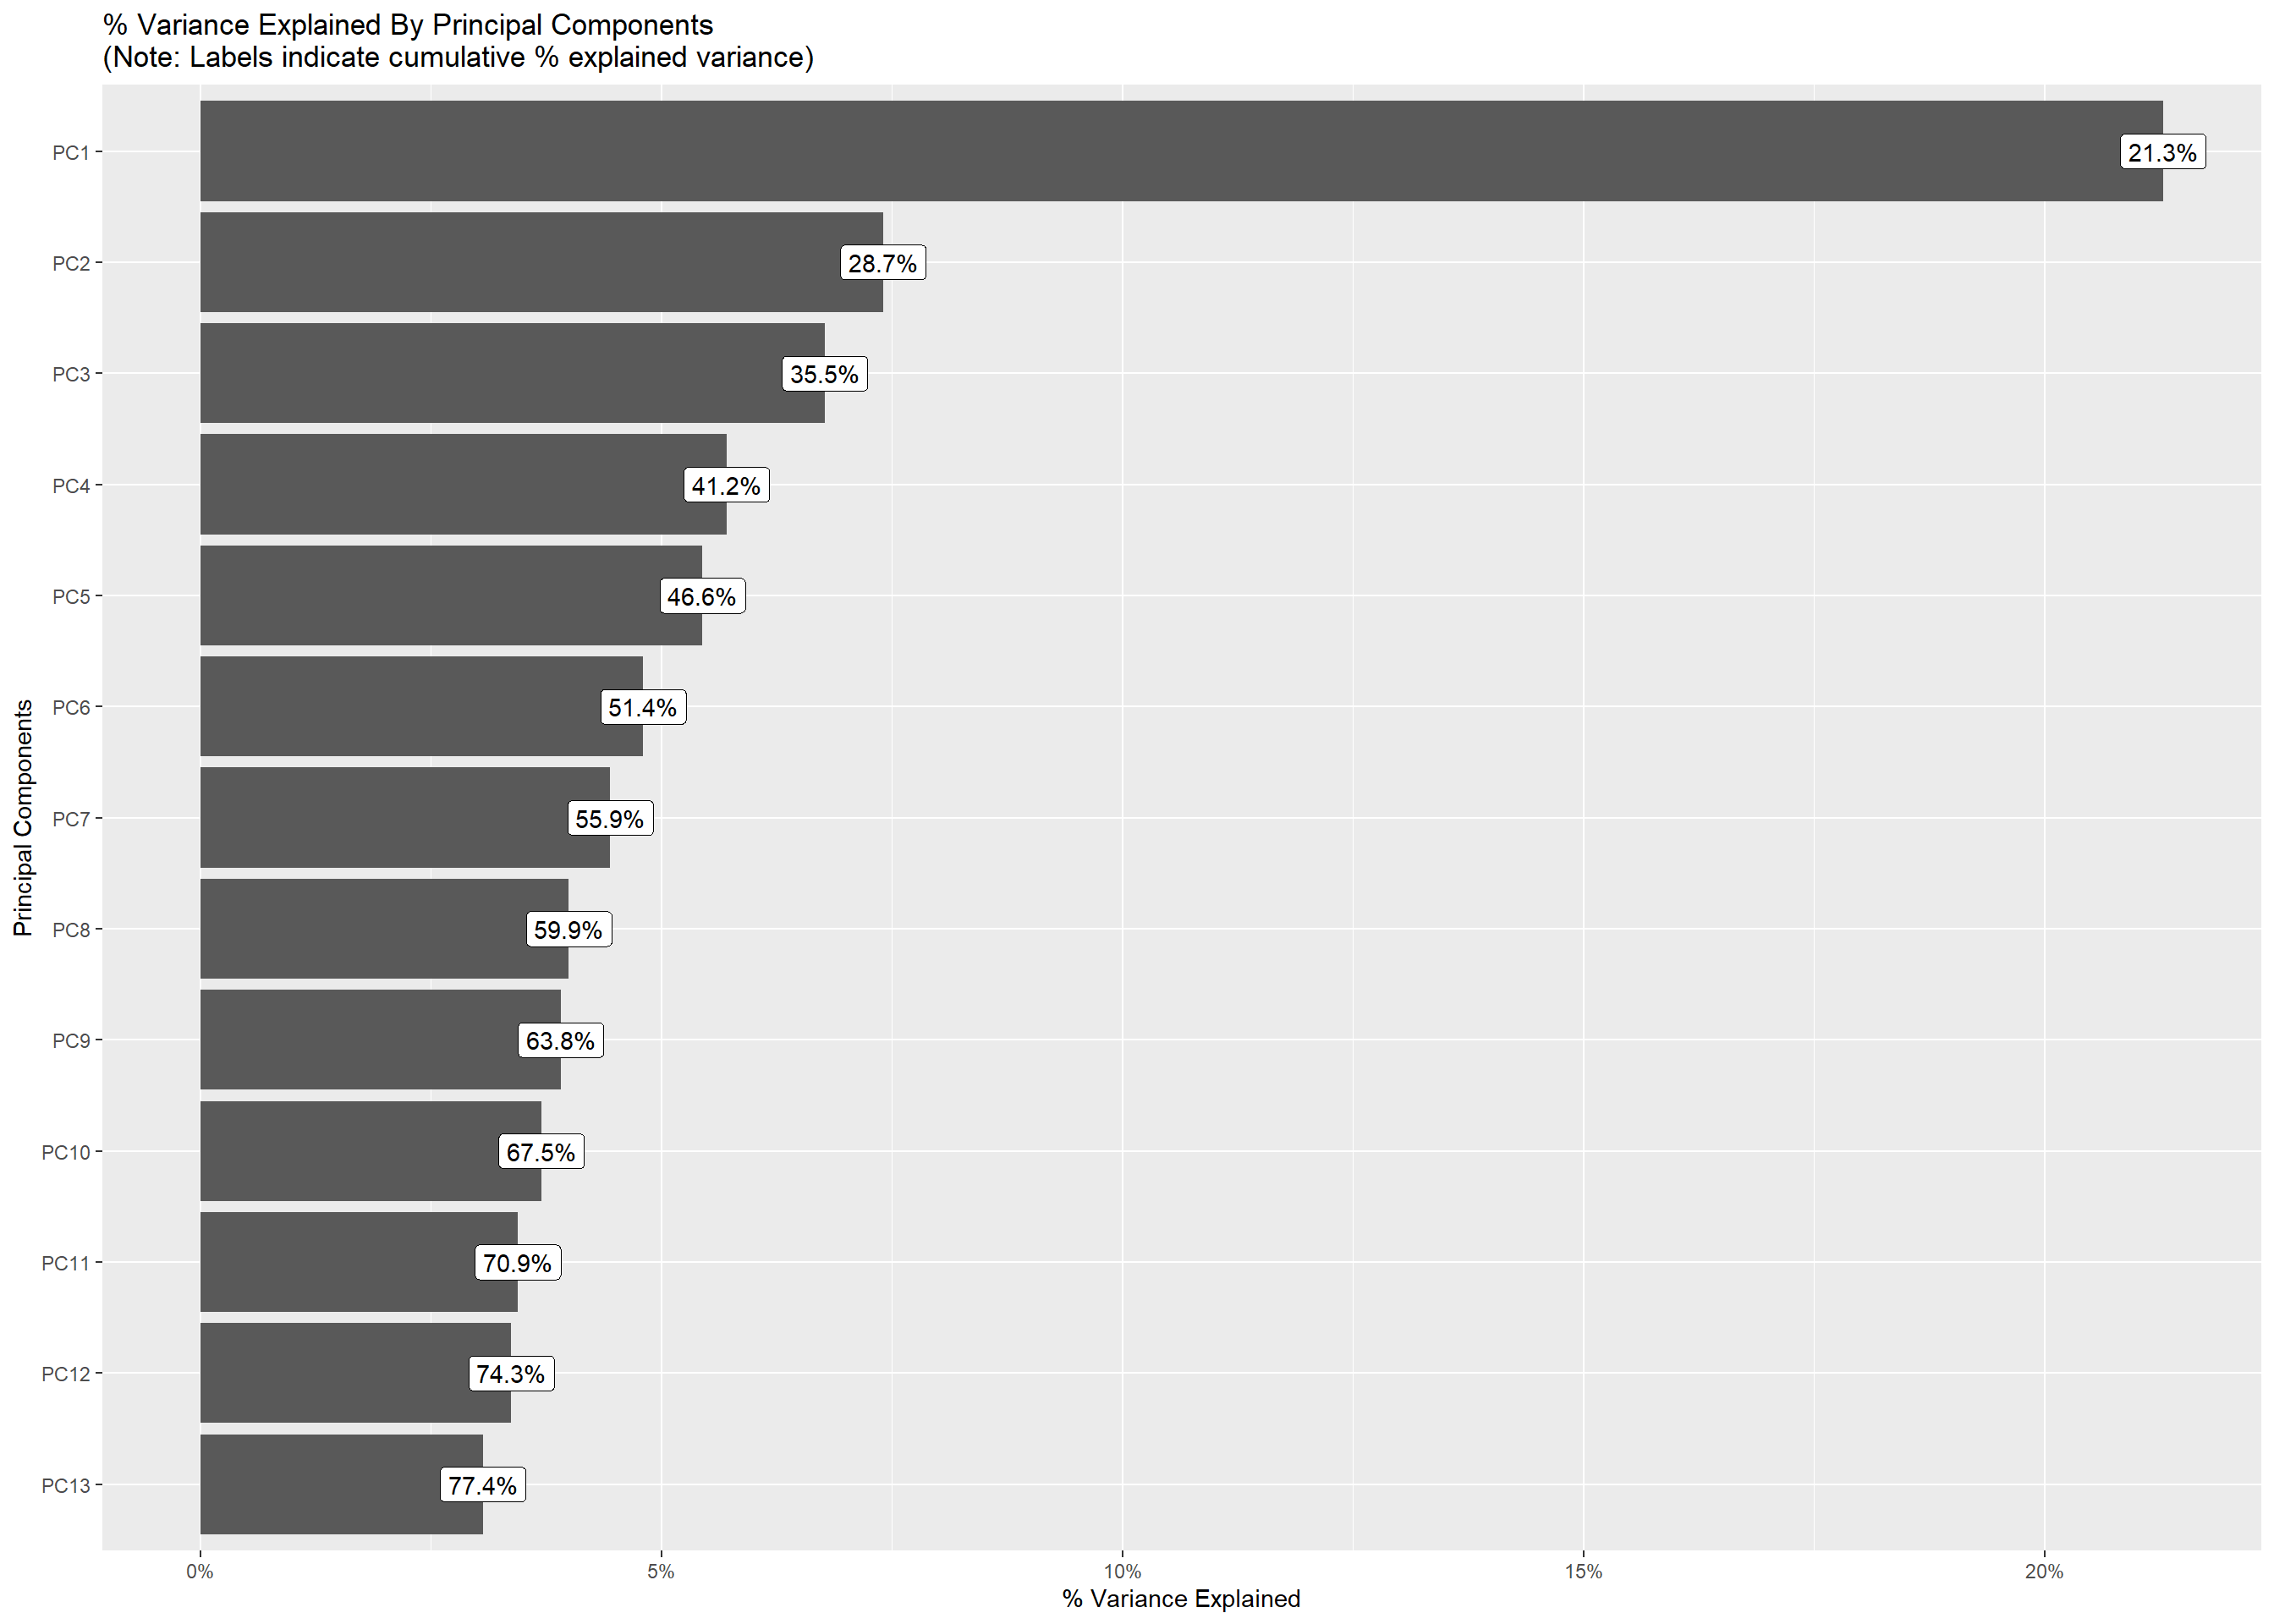 % Variance Explained By Principal Components
(Note: Labels indicate cumulative % explained variance)
Principal Components
PC1 21.3%
PC2 28.7%
PC3 35.5%
PC4 41.2%
PC5 46.6%
PC6 51.4%
PC7 55.9%
PC8 59.9%
PC9 63.8%
PC10 67.5%
PC11 70.9%
PC12 74.3%
PC13 77.4%
0% 5% 10% 15% 20%
% Variance Explained